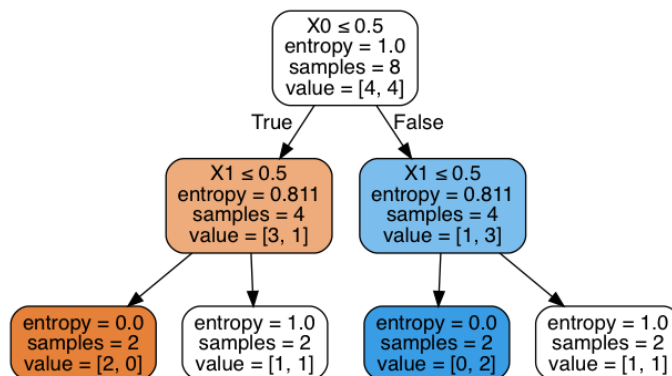 X0 ≤ 0.5
entropy = 1.0
samples = 8
value = [4, 4]
True
False
X1 ≤ 0.5
entropy = 0.811
samples = 4
value = [3, 1]
X1 ≤ 0.5
entropy = 0.811
samples = 4
value = [1, 3]
entropy = 0.0
samples = 2
value = [2, 0]
entropy = 1.0
samples = 2
value = [1, 1]
entropy = 0.0
samples = 2
value = [0, 2]
entropy = 1.0
samples = 2
value = [1, 1]